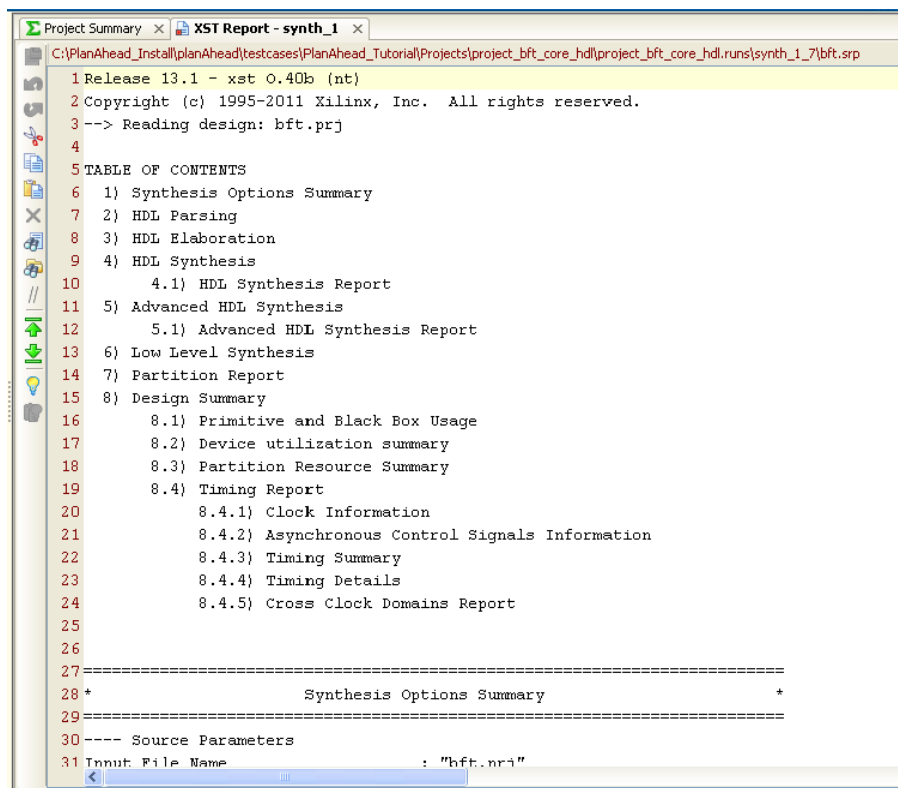 Project Summary × XST Report - synth_1 ×
C:\PlanAhead_Install\planAhead\testcases\PlanAhead_Tutorial\Projects\project_bft_core_hdl\project_bft_core_hdl.runs\synth_1_7\bft.srp
1 Release 13.1 - xst O.40b (nt)
2 Copyright (c) 1995-2011 Xilinx, Inc.  All rights reserved.
3 --> Reading design: bft.prj
4
5 TABLE OF CONTENTS
6   1) Synthesis Options Summary
7   2) HDL Parsing
8   3) HDL Elaboration
9   4) HDL Synthesis
10        4.1) HDL Synthesis Report
11   5) Advanced HDL Synthesis
12        5.1) Advanced HDL Synthesis Report
13   6) Low Level Synthesis
14   7) Partition Report
15   8) Design Summary
16        8.1) Primitive and Black Box Usage
17        8.2) Device utilization summary
18        8.3) Partition Resource Summary
19        8.4) Timing Report
20             8.4.1) Clock Information
21             8.4.2) Asynchronous Control Signals Information
22             8.4.3) Timing Summary
23             8.4.4) Timing Details
24             8.4.5) Cross Clock Domains Report
25
26
27 =========================================================================
28 *                       Synthesis Options Summary                        *
29 =========================================================================
30 ---- Source Parameters
31 Input File Name                    : "bft.prj"